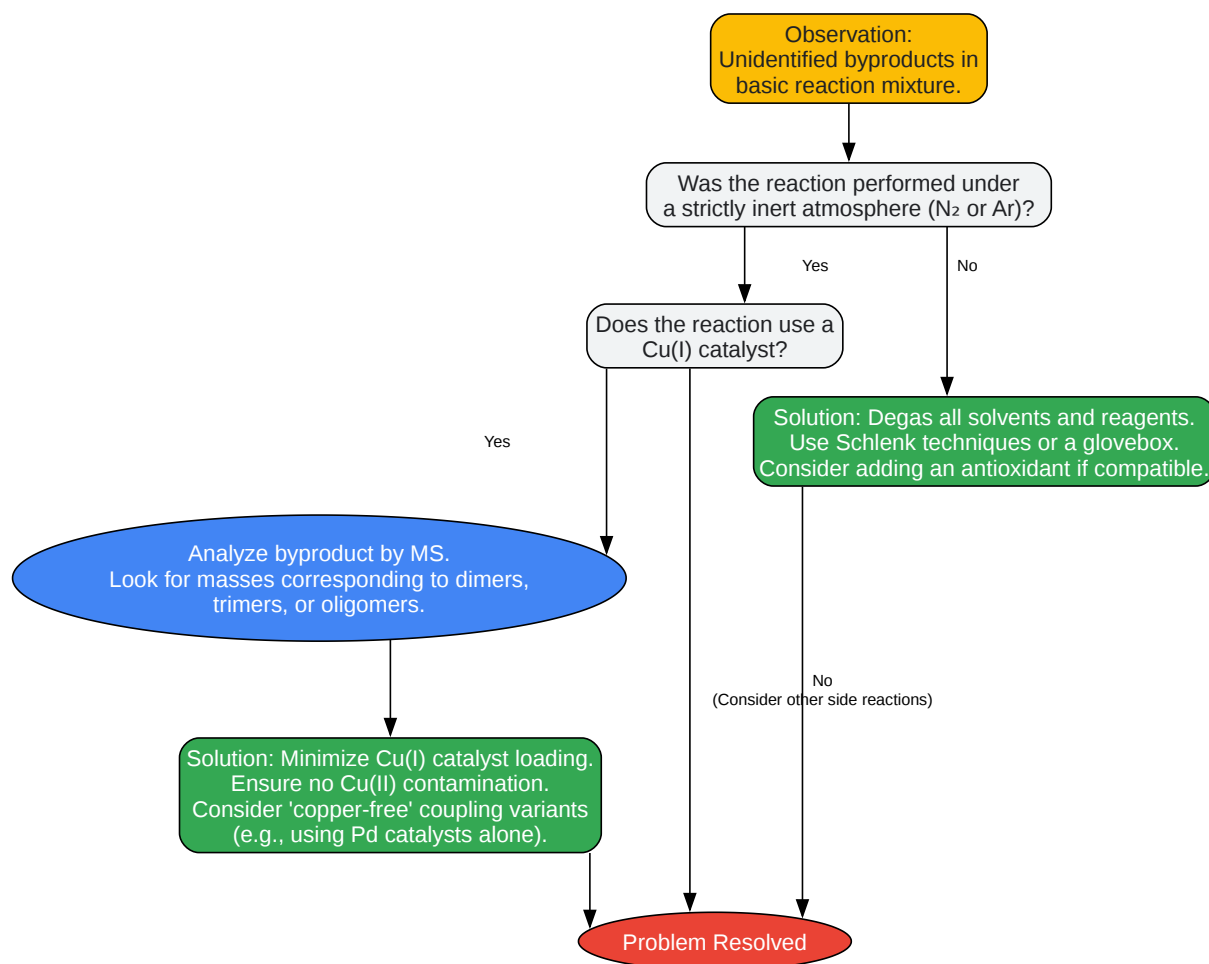 Observation:
Unidentified byproducts in
basic reaction mixture.
Was the reaction performed under
a strictly inert atmosphere (N₂ or Ar)?
Yes
No
Does the reaction use a
Cu(I) catalyst?
Solution: Degas all solvents and reagents.
Use Schlenk techniques or a glovebox.
Consider adding an antioxidant if compatible.
Yes
Analyze byproduct by MS.
Look for masses corresponding to dimers,
trimers, or oligomers.
No
(Consider other side reactions)
Solution: Minimize Cu(I) catalyst loading.
Ensure no Cu(II) contamination.
Consider 'copper-free' coupling variants
(e.g., using Pd catalysts alone).
Problem Resolved